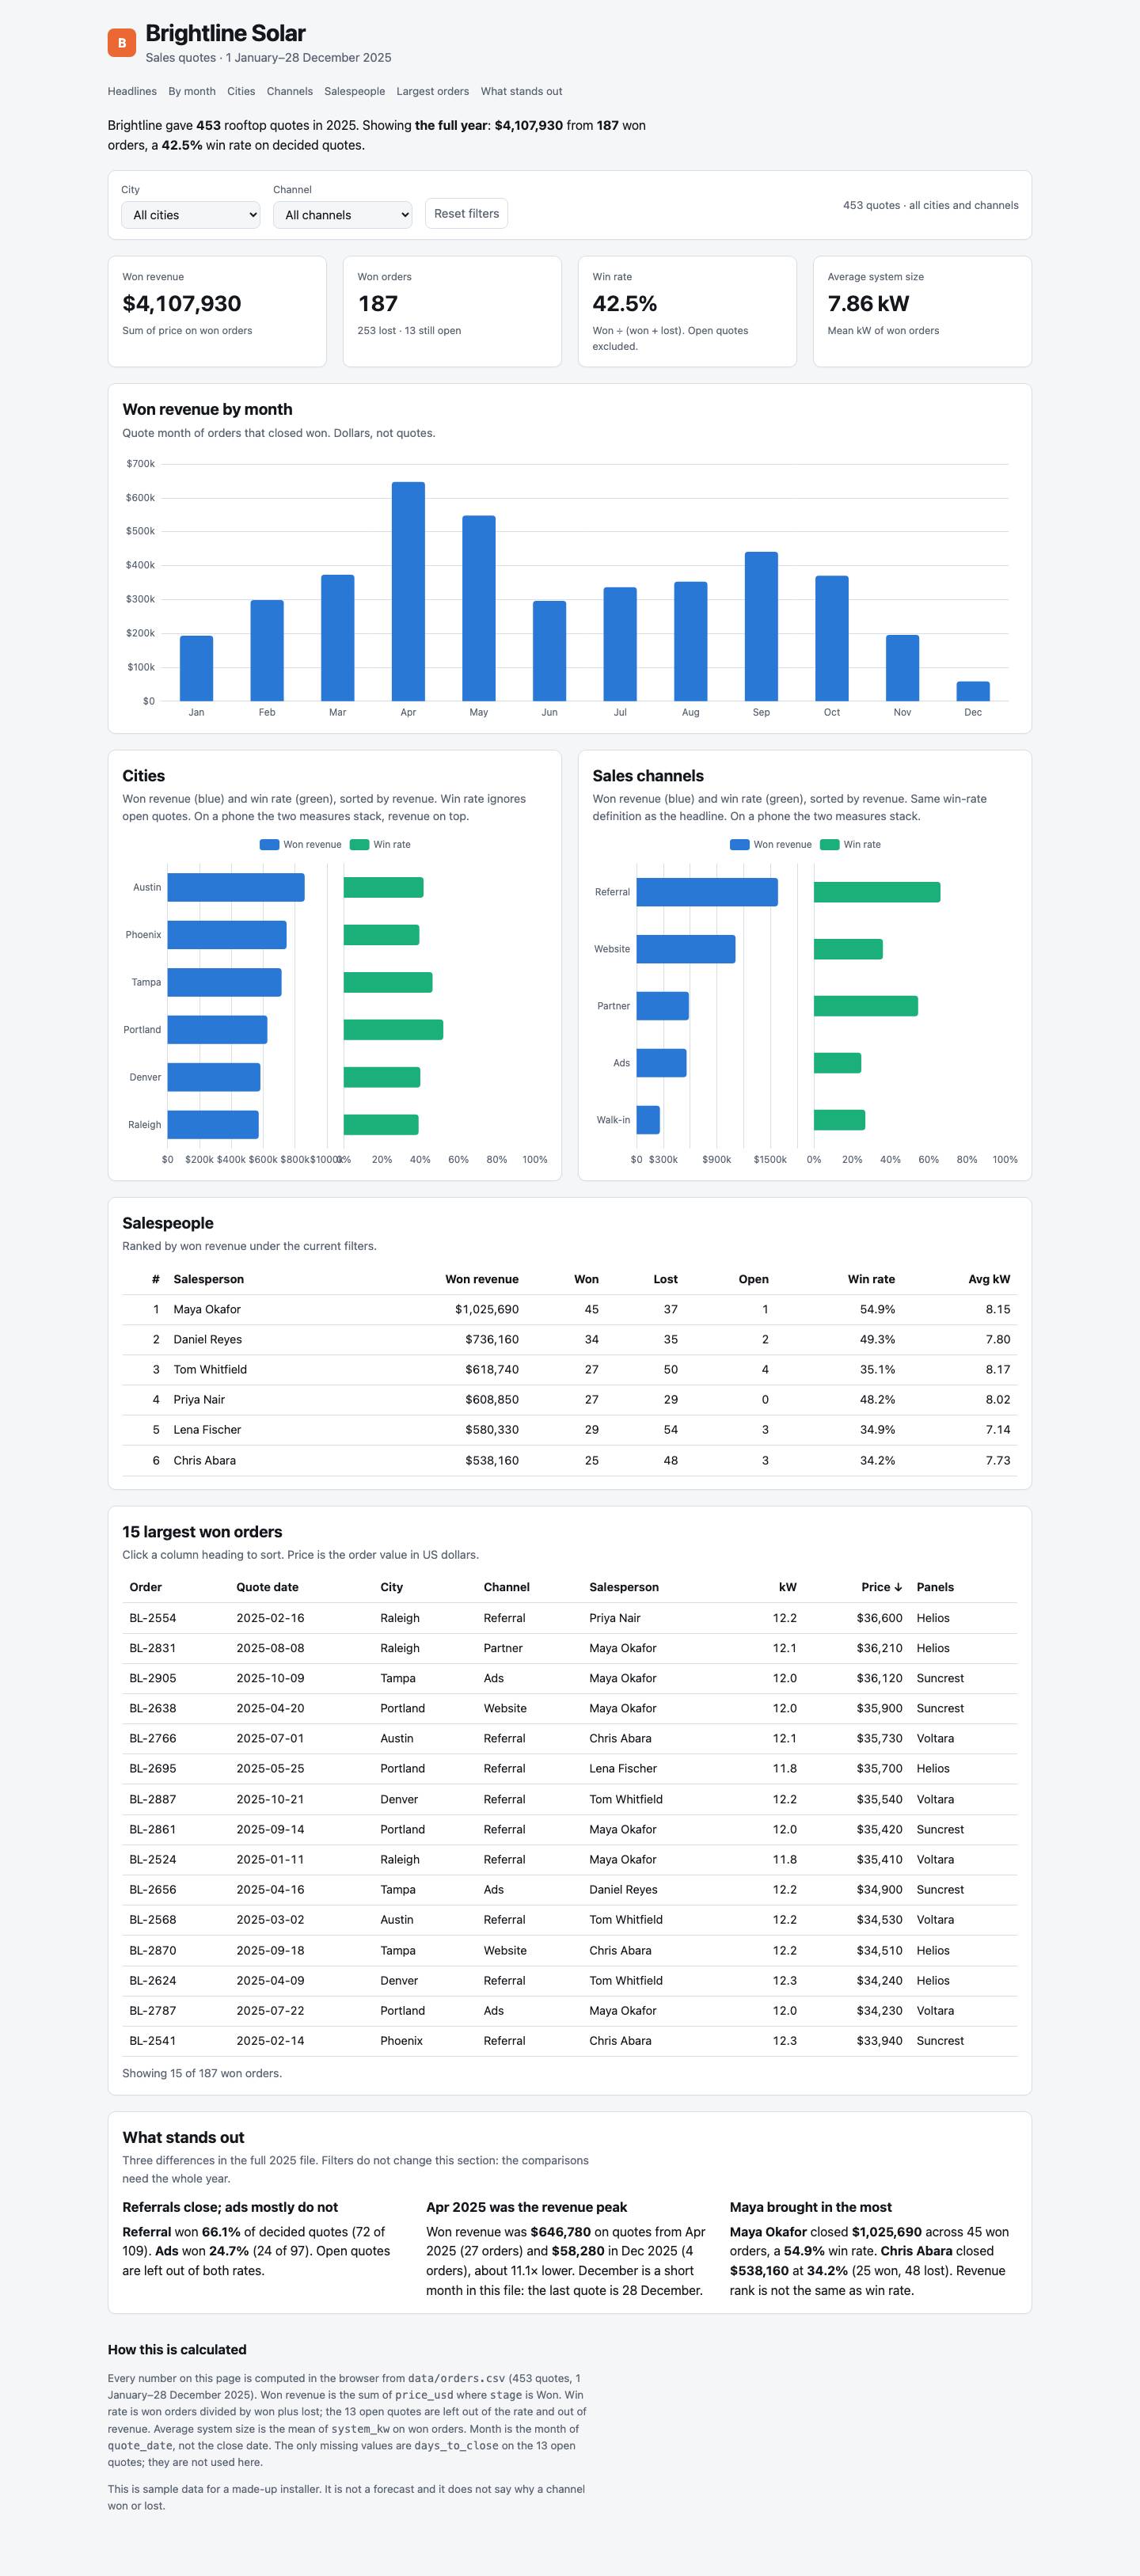 B
Brightline Solar
Sales quotes · 1 January–28 December 2025
Headlines By month Cities Channels Salespeople Largest orders What stands out
Brightline gave 453 rooftop quotes in 2025. Showing the full year: $4,107,930 from 187 won
orders, a 42.5% win rate on decided quotes.
City Channel
All cities All channels Reset filters 453 quotes · all cities and channels
Won revenue
$4,107,930
Sum of price on won orders
Won orders
187
253 lost · 13 still open
Win rate
42.5%
Won ÷ (won + lost). Open quotes
excluded.
Average system size
7.86 kW
Mean kW of won orders
Won revenue by month
Quote month of orders that closed won. Dollars, not quotes.
$700k
$600k
$500k
$400k
$300k
$200k
$100k
$0
Jan Feb Mar Apr May Jun Jul Aug Sep Oct Nov Dec
Cities
Won revenue (blue) and win rate (green), sorted by revenue. Win rate ignores
open quotes. On a phone the two measures stack, revenue on top.
Won revenue Win rate
Austin
Phoenix
Tampa
Portland
Denver
Raleigh
$0 $200k $400k $600k $800k $1000k 0% 20% 40% 60% 80% 100%
Sales channels
Won revenue (blue) and win rate (green), sorted by revenue. Same win-rate
definition as the headline. On a phone the two measures stack.
Won revenue Win rate
Referral
Website
Partner
Ads
Walk-in
$0 $300k $900k $1500k 0% 20% 40% 60% 80% 100%
Salespeople
Ranked by won revenue under the current filters.
# Salesperson Won revenue Won Lost Open Win rate Avg kW
1 Maya Okafor $1,025,690 45 37 1 54.9% 8.15
2 Daniel Reyes $736,160 34 35 2 49.3% 7.80
3 Tom Whitfield $618,740 27 50 4 35.1% 8.17
4 Priya Nair $608,850 27 29 0 48.2% 8.02
5 Lena Fischer $580,330 29 54 3 34.9% 7.14
6 Chris Abara $538,160 25 48 3 34.2% 7.73
15 largest won orders
Click a column heading to sort. Price is the order value in US dollars.
Order Quote date City Channel Salesperson kW Price ↓ Panels
BL-2554 2025-02-16 Raleigh Referral Priya Nair 12.2 $36,600 Helios
BL-2831 2025-08-08 Raleigh Partner Maya Okafor 12.1 $36,210 Helios
BL-2905 2025-10-09 Tampa Ads Maya Okafor 12.0 $36,120 Suncrest
BL-2638 2025-04-20 Portland Website Maya Okafor 12.0 $35,900 Suncrest
BL-2766 2025-07-01 Austin Referral Chris Abara 12.1 $35,730 Voltara
BL-2695 2025-05-25 Portland Referral Lena Fischer 11.8 $35,700 Helios
BL-2887 2025-10-21 Denver Referral Tom Whitfield 12.2 $35,540 Voltara
BL-2861 2025-09-14 Portland Referral Maya Okafor 12.0 $35,420 Suncrest
BL-2524 2025-01-11 Raleigh Referral Maya Okafor 11.8 $35,410 Voltara
BL-2656 2025-04-16 Tampa Ads Daniel Reyes 12.2 $34,900 Suncrest
BL-2568 2025-03-02 Austin Referral Tom Whitfield 12.2 $34,530 Voltara
BL-2870 2025-09-18 Tampa Website Chris Abara 12.2 $34,510 Helios
BL-2624 2025-04-09 Denver Referral Tom Whitfield 12.3 $34,240 Helios
BL-2787 2025-07-22 Portland Ads Maya Okafor 12.0 $34,230 Voltara
BL-2541 2025-02-14 Phoenix Referral Chris Abara 12.3 $33,940 Suncrest
Showing 15 of 187 won orders.
What stands out
Three differences in the full 2025 file. Filters do not change this section: the comparisons
need the whole year.
Referrals close; ads mostly do not
Referral won 66.1% of decided quotes (72 of
109). Ads won 24.7% (24 of 97). Open quotes
are left out of both rates.
Apr 2025 was the revenue peak
Won revenue was $646,780 on quotes from Apr
2025 (27 orders) and $58,280 in Dec 2025 (4
orders), about 11.1× lower. December is a short
month in this file: the last quote is 28 December.
Maya brought in the most
Maya Okafor closed $1,025,690 across 45 won
orders, a 54.9% win rate. Chris Abara closed
$538,160 at 34.2% (25 won, 48 lost). Revenue
rank is not the same as win rate.
How this is calculated
Every number on this page is computed in the browser from data/orders.csv (453 quotes, 1
January–28 December 2025). Won revenue is the sum of price_usd where stage is Won. Win
rate is won orders divided by won plus lost; the 13 open quotes are left out of the rate and out of
revenue. Average system size is the mean of system_kw on won orders. Month is the month of
quote_date, not the close date. The only missing values are days_to_close on the 13 open
quotes; they are not used here.
This is sample data for a made-up installer. It is not a forecast and it does not say why a channel
won or lost.